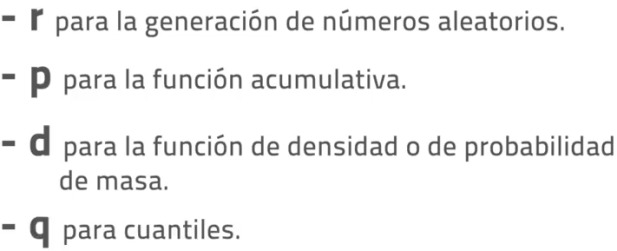 - r para la generación de números aleatorios.
- p para la función acumulativa.
- d para la función de densidad o de probabilidad
de masa.
- q para cuantiles.